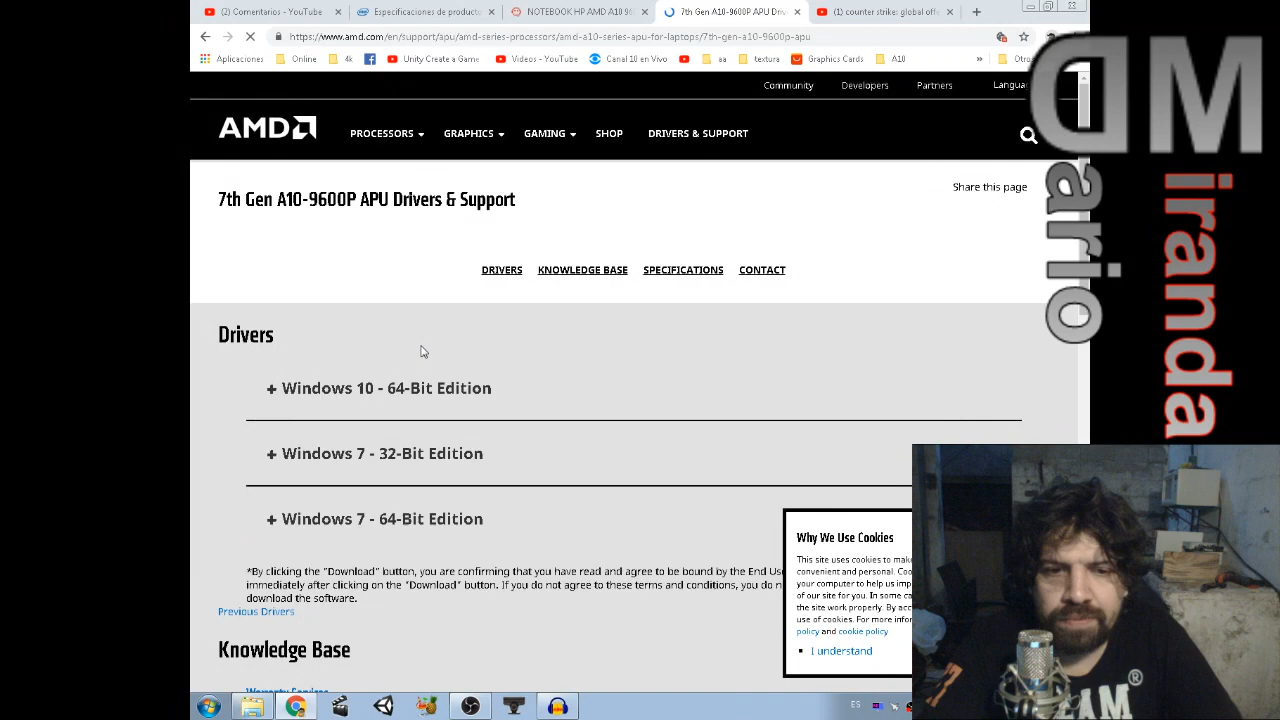 (2) Comentarios - YouTube
Especificaciones de product
NOTEBOOK HP AMD A10 96
7th Gen A10-9600P APU Driv
(1) counter strike: global off
https://www.amd.com/en/support/apu/amd-series-processors/amd-a10-series-apu-for-laptops/7th-gen-a10-9600p-apu
Aplicaciones
Online
4k
Unity Create a Game
Videos - YouTube
Canal 10 en Vivo
aa
textura
Graphics Cards
A10
»
Otro
Community
Developers
Partners
Langua
AMD
PROCESSORS
GRAPHICS
GAMING
SHOP
DRIVERS & SUPPORT
7th Gen A10-9600P APU Drivers & Support
Share this page
DRIVERS
KNOWLEDGE BASE
SPECIFICATIONS
CONTACT
Drivers
+ Windows 10 - 64-Bit Edition
+ Windows 7 - 32-Bit Edition
+ Windows 7 - 64-Bit Edition
*By clicking the "Download" button, you are confirming that you have read and agree to be bound by the End Use
immediately after clicking on the "Download" button. If you do not agree to these terms and conditions, you do n
download the software.
Previous Drivers
Knowledge Base
Warranty Services
Why We Use Cookies
This site uses cookies to mak
convenient and personal. Coo
your computer to help us imp
of our site for you. In some ca
the site work properly. By acc
use of cookies. For more infor
policy and cookie policy
I understand
Dario
Miranda
TEAM
®
ES